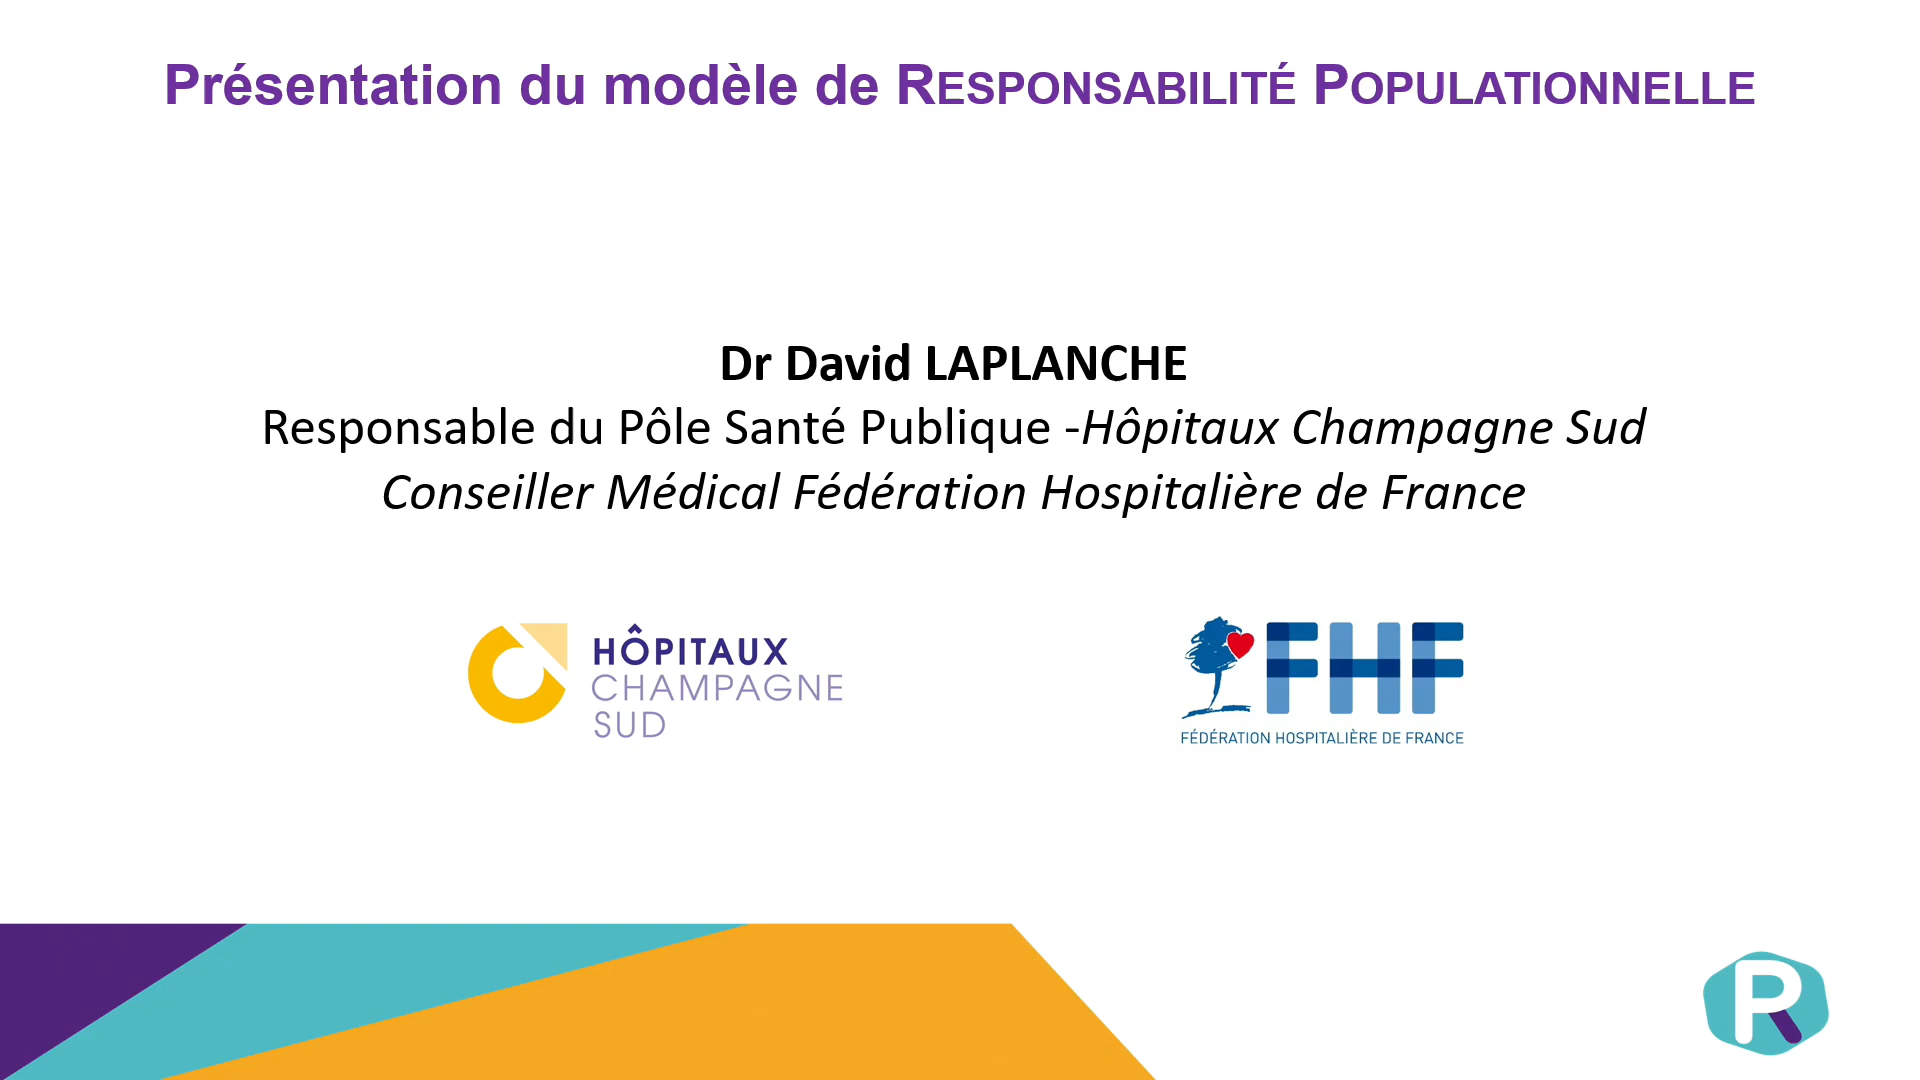 Présentation du modèle de RESPONSABILITÉ POPULATIONNELLE
Dr David LAPLANCHE
Responsable du Pôle Santé Publique -Hôpitaux Champagne Sud
Conseiller Médical Fédération Hospitalière de France
HÔPITAUX
CHAMPAGNE
SUD
FHF
FÉDÉRATION HOSPITALIÈRE DE FRANCE
R